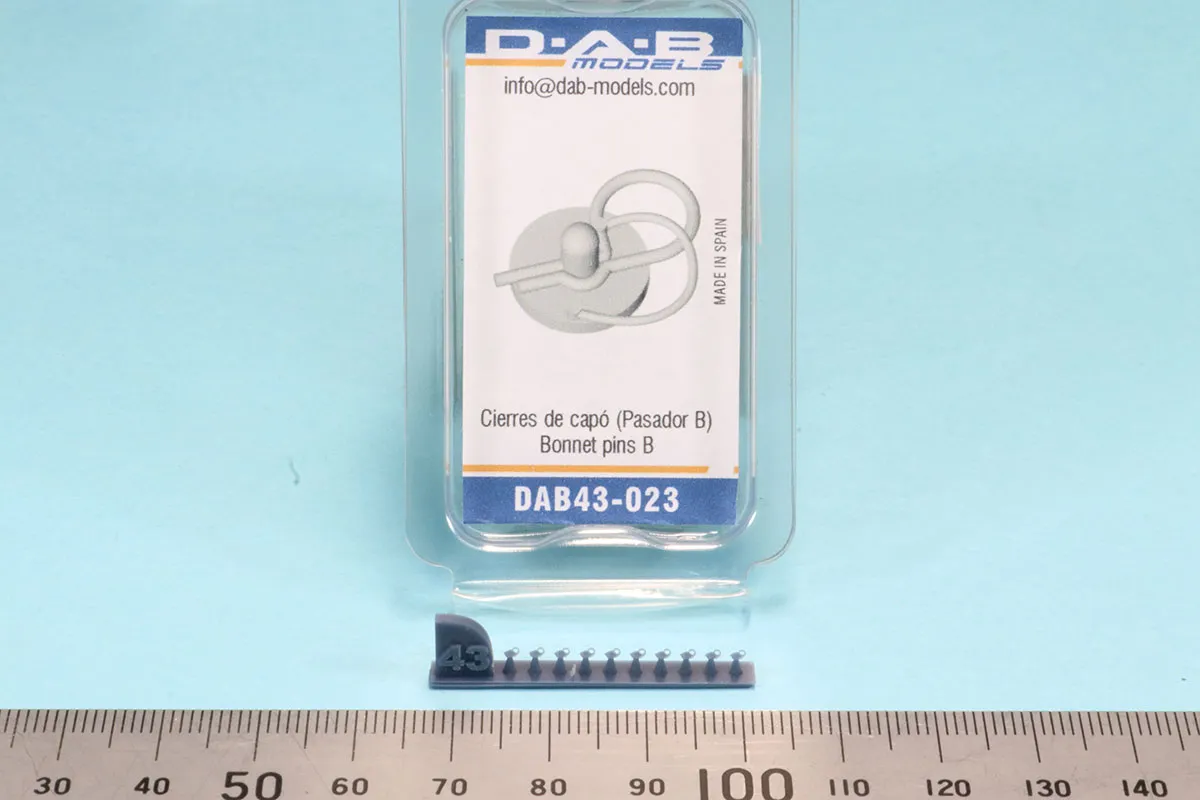 D·A·B
MODELS
info@dab-models.com
MADE IN SPAIN
Cierres de capó (Pasador B)
Bonnet pins B
DAB43-023
43
30 40 50 60 70 80 90 100 110 120 130 140